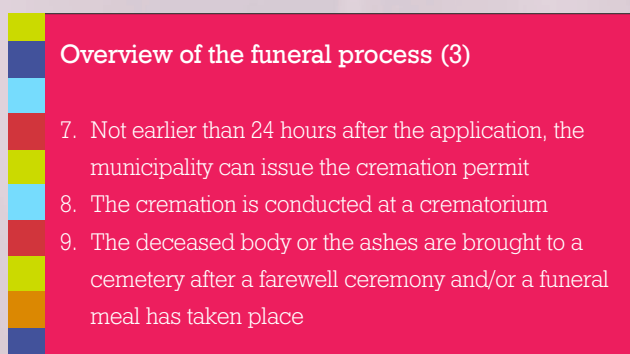 Overview of the funeral process (3)
7. Not earlier than 24 hours after the application, the
municipality can issue the cremation permit
8. The cremation is conducted at a crematorium
9. The deceased body or the ashes are brought to a
cemetery after a farewell ceremony and/or a funeral
meal has taken place